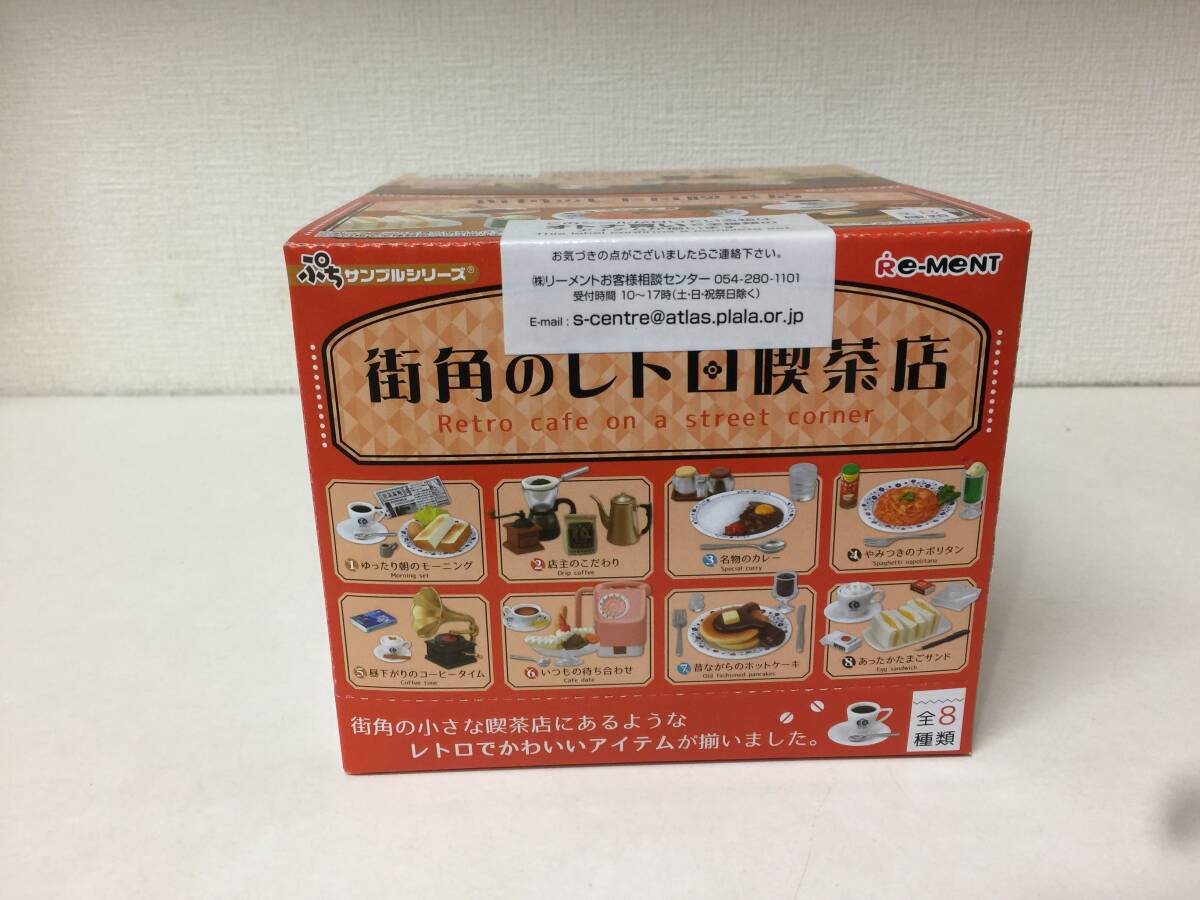 お気づきの点がございましたらご連絡下さい。
㈱リーメントお客様相談センター 054-280-1101
受付時間 10〜17時(土・日・祝祭日除く)
E-mail : s-centre@atlas.plala.or.jp
ぷちサンプルシリーズ®
Re-MeNT
街角のレトロ喫茶店
Retro cafe on a street corner
1 ゆったり朝のモーニング
Morning set
2 店主のこだわり
Drip coffee
3 名物のカレー
Special curry
4 やみつきのナポリタン
Spaghetti napolitana
5 昼下がりのコーヒータイム
Coffee time
6 いつもの待ち合わせ
Cafe date
7 昔ながらのホットケーキ
Old fashioned pancakes
8 あったかたまごサンド
Egg sandwich
街角の小さな喫茶店にあるような
レトロでかわいいアイテムが揃いました。
全8
種類